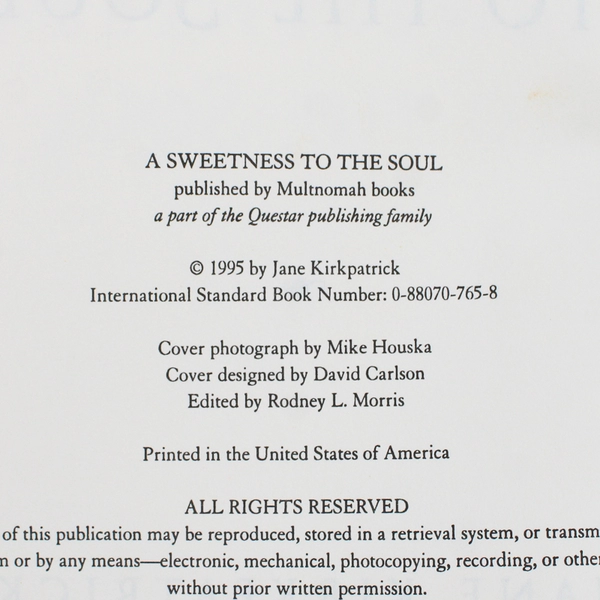 A SWEETNESS TO THE SOUL
published by Multnomah books
a part of the Questar publishing family
© 1995 by Jane Kirkpatrick
International Standard Book Number: 0-88070-765-8
Cover photograph by Mike Houska
Cover designed by David Carlson
Edited by Rodney L. Morris
Printed in the United States of America
ALL RIGHTS RESERVED
of this publication may be reproduced, stored in a retrieval system, or transm
or by any means—electronic, mechanical, photocopying, recording, or othe
without prior written permission.